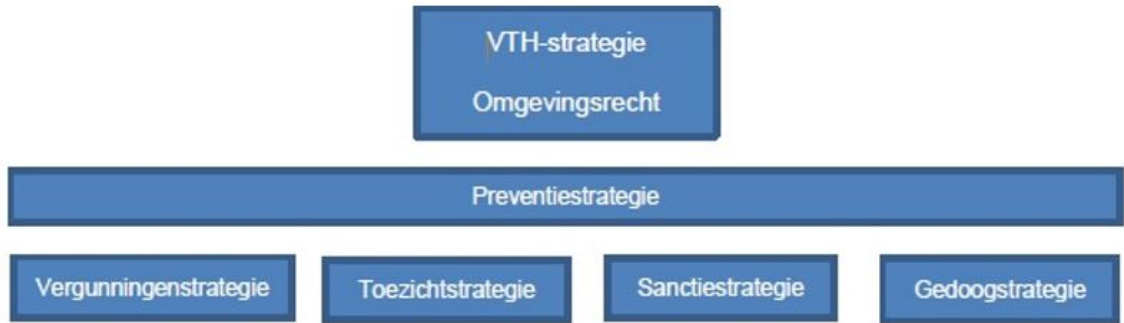 VTH-strategie
Omgevingsrecht
Preventiestrategie
Vergunningenstrategie
Toezichtstrategie
Sanctiestrategie
Gedoogstrategie